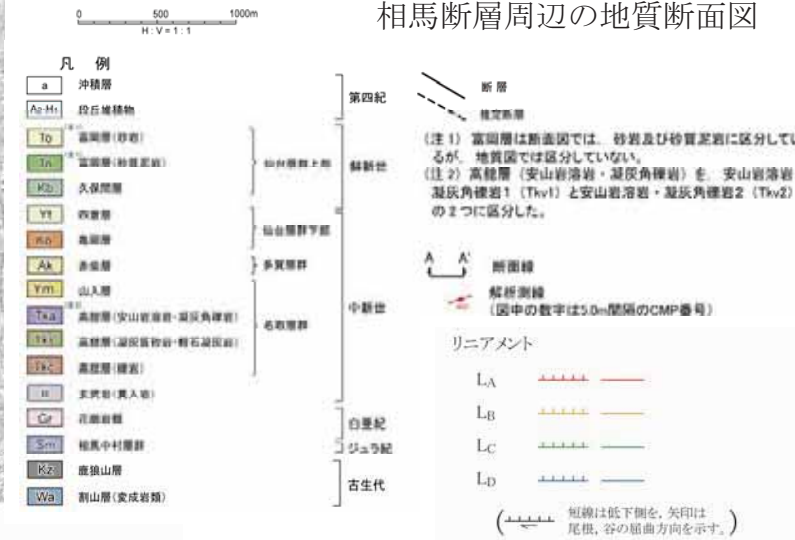 相馬断層周辺の地質断面図
0 500 1000m
H:V=1:1
凡 例
a 沖積層
段丘堆積物
第四紀
To 富岡層(砂岩)
Tn 富岡層(砂質泥岩)
Kb 久保間層
仙台層群上部
鮮新世
Yt
Ko 亀岡層
仙台層群下部
Ak
多賀層群
Ym 山入層
高舘層(安山岩溶岩・凝灰角礫岩)
高舘層(凝灰質砂岩・軽石凝灰岩)
Tkc 高舘層(礫岩)
名取層群
中新世
玄武岩(貫入岩)
Gr 花崗岩類
白亜紀
Sm 相馬中村層群
ジュラ紀
Kz 鹿狼山層
Wa 割山層(変成岩類)
古生代
断層
推定断層
(注1) 富岡層は断面図では、砂岩及び砂質泥岩に区分してい
るが、地質図では区分していない。
(注2) 高舘層(安山岩溶岩・凝灰角礫岩)を、安山岩溶岩
凝灰角礫岩1(Tkv1)と安山岩溶岩・凝灰角礫岩2(Tkv2)
の2つに区分した。
A A'
断面線
解析測線
(図中の数字は5.0m間隔のCMP番号)
リニアメント
LA
LB
LC
LD
短線は低下側を,矢印は
尾根,谷の屈曲方向を示す。